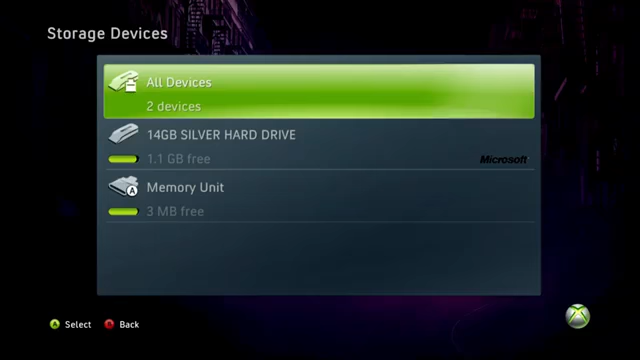 Storage Devices
All Devices
2 devices
14GB SILVER HARD DRIVE
1.1 GB free
Microsoft
Memory Unit
A
3 MB free
A Select B Back